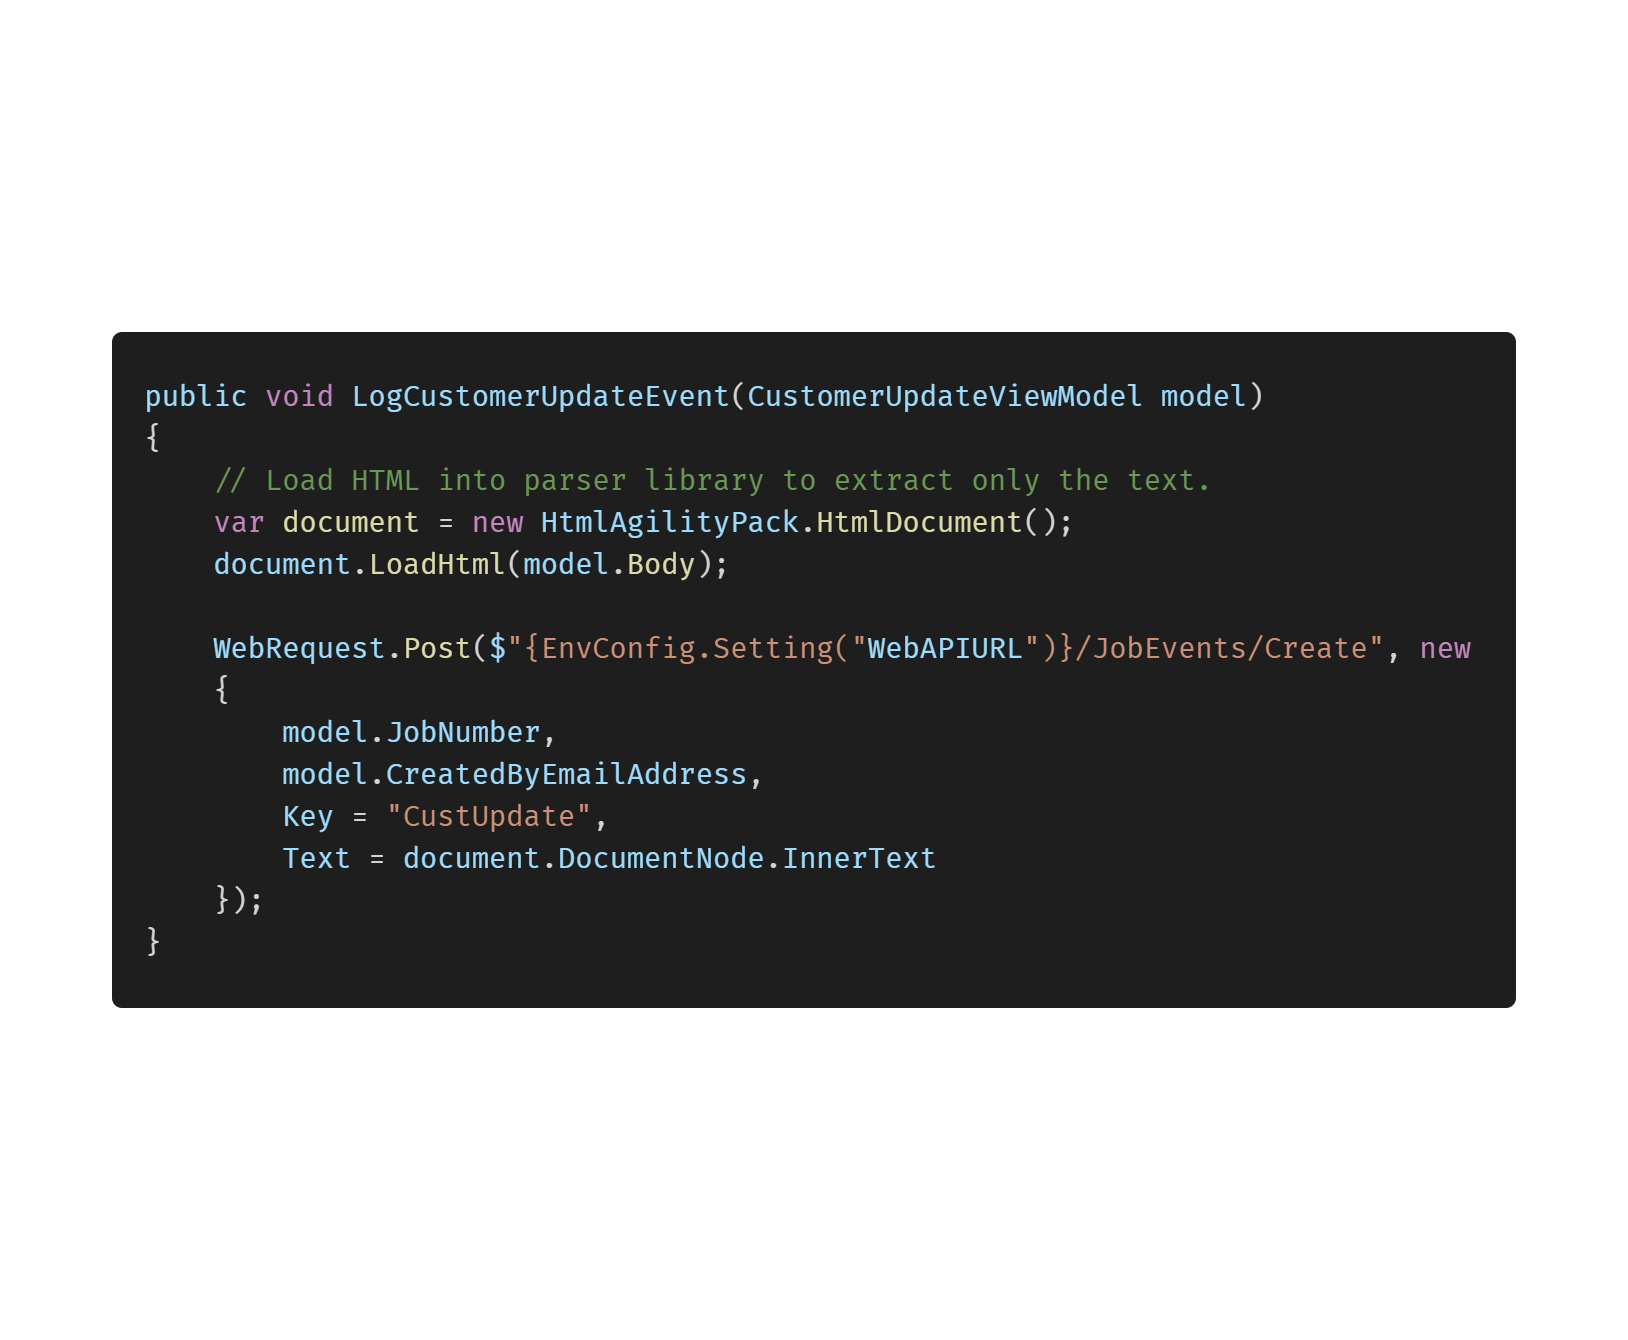 public void LogCustomerUpdateEvent(CustomerUpdateViewModel model)
{
    // Load HTML into parser library to extract only the text.
    var document = new HtmlAgilityPack.HtmlDocument();
    document.LoadHtml(model.Body);

    WebRequest.Post($"{EnvConfig.Setting("WebAPIURL")}/JobEvents/Create", new
    {
        model.JobNumber,
        model.CreatedByEmailAddress,
        Key = "CustUpdate",
        Text = document.DocumentNode.InnerText
    });
}